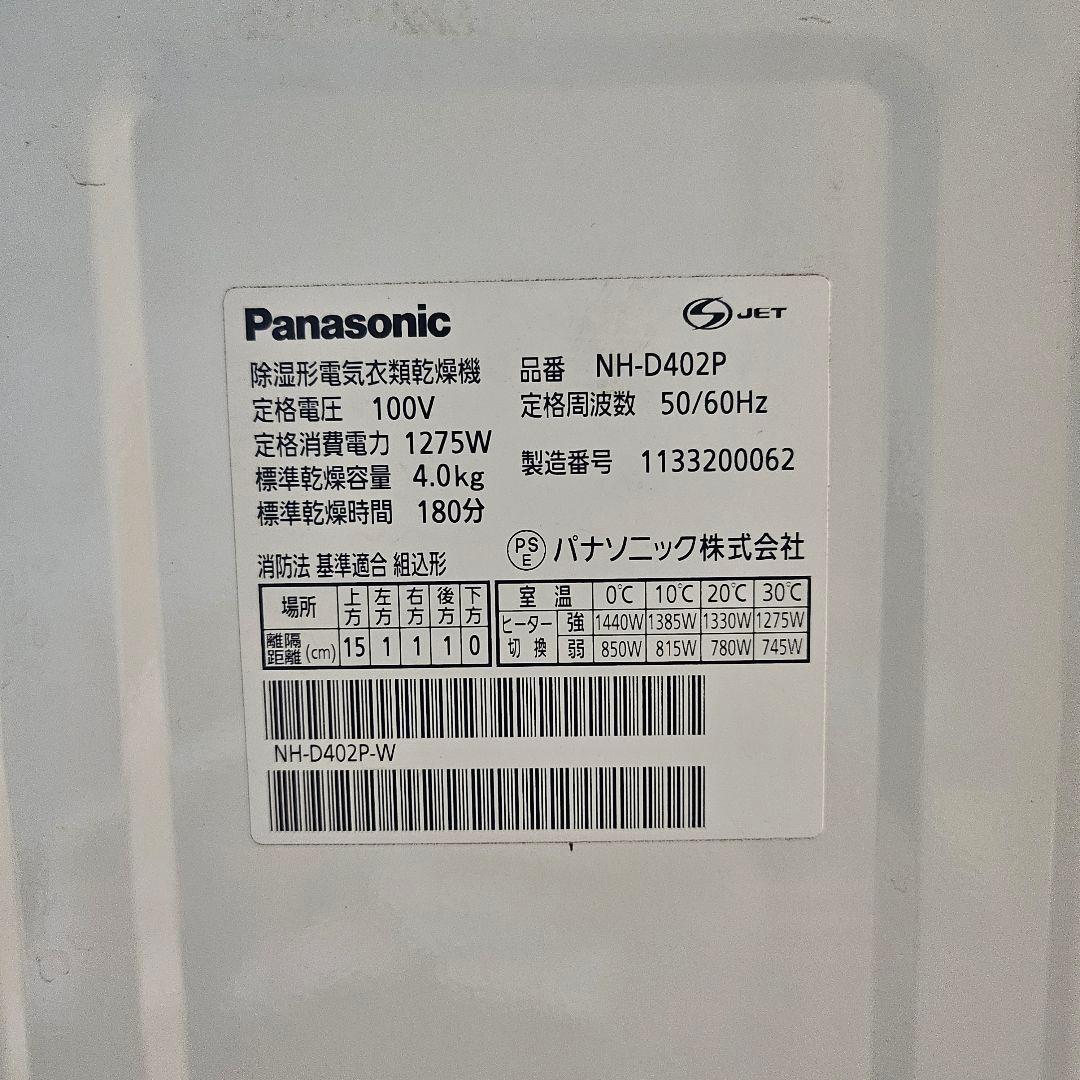 Panasonic
JET
除湿形電気衣類乾燥機 品番 NH-D402P
定格電圧 100V 定格周波数 50/60Hz
定格消費電力 1275W
標準乾燥容量 4.0kg 製造番号 1133200062
標準乾燥時間 180分
消防法 基準適合 組込形
PSE パナソニック株式会社
場所 上方 左方 右方 後方 下方
離隔距離(cm) 15 1 1 1 0
室温 0℃ 10℃ 20℃ 30℃
ヒーター切換 強 1440W 1385W 1330W 1275W
弱 850W 815W 780W 745W
NH-D402P-W